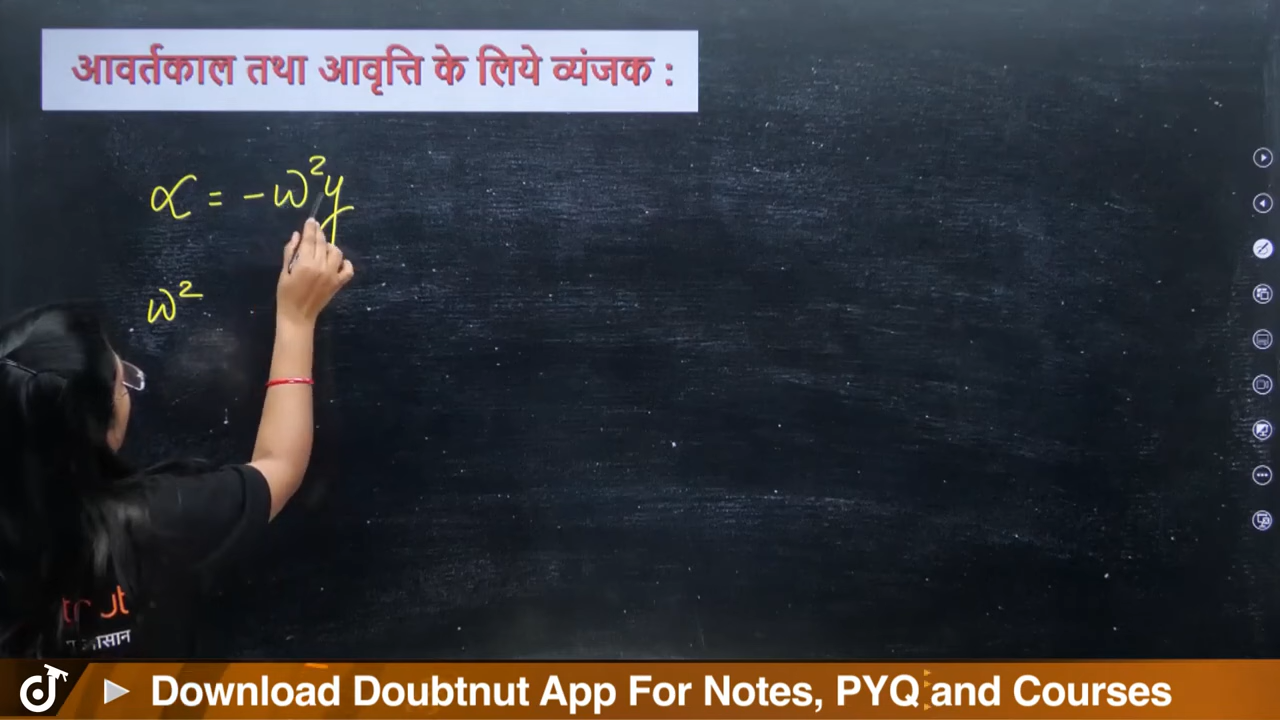 आवर्तकाल तथा आवृत्ति के लिये व्यंजक :
α = -ω²y
ω²
Download Doubtnut App For Notes, PYQ and Courses